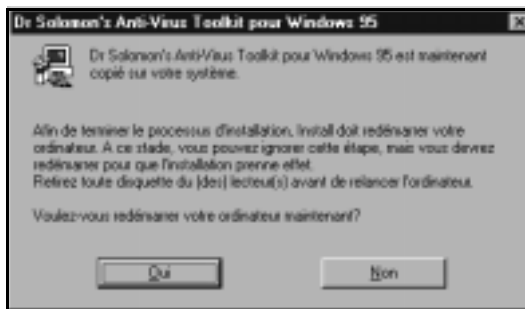 Dr Solomon's Anti-Virus Toolkit pour Windows 95
Dr Solomon's Anti-Virus Toolkit pour Windows 95 est maintenant
copié sur votre système.
Afin de terminer le processus d'installation, Install doit redémarrer votre
ordinateur. A ce stade, vous pouvez ignorer cette étape, mais vous devrez
redémarrer pour que l'installation prenne effet.
Retirez toute disquette du (des) lecteur(s) avant de relancer l'ordinateur.
Voulez-vous redémarrer votre ordinateur maintenant?
Oui
Non